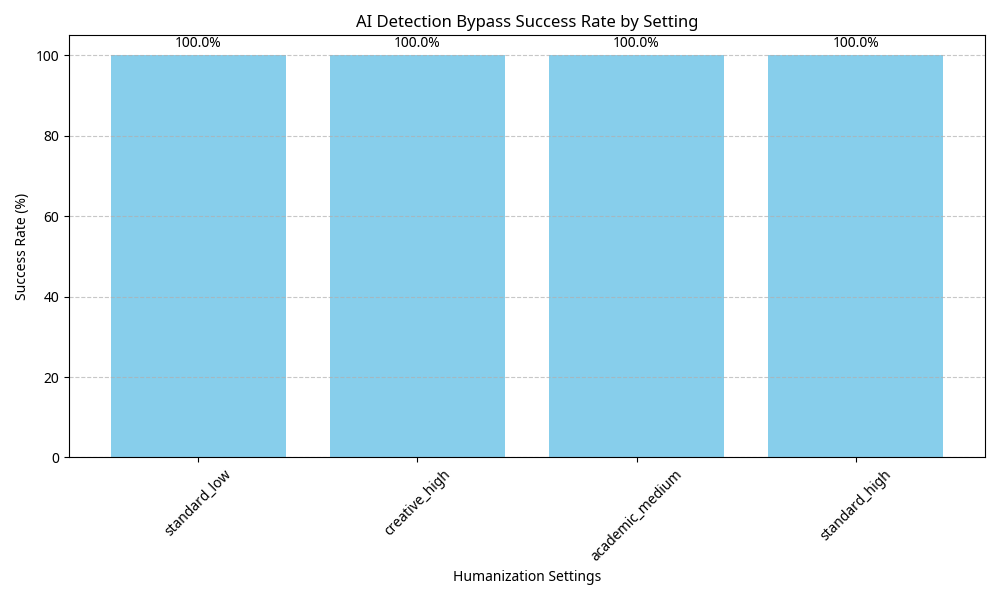 AI Detection Bypass Success Rate by Setting
100.0% 100.0% 100.0% 100.0%
100
80
60
40
20
0
Success Rate (%)
standard_low creative_high academic_medium standard_high
Humanization Settings